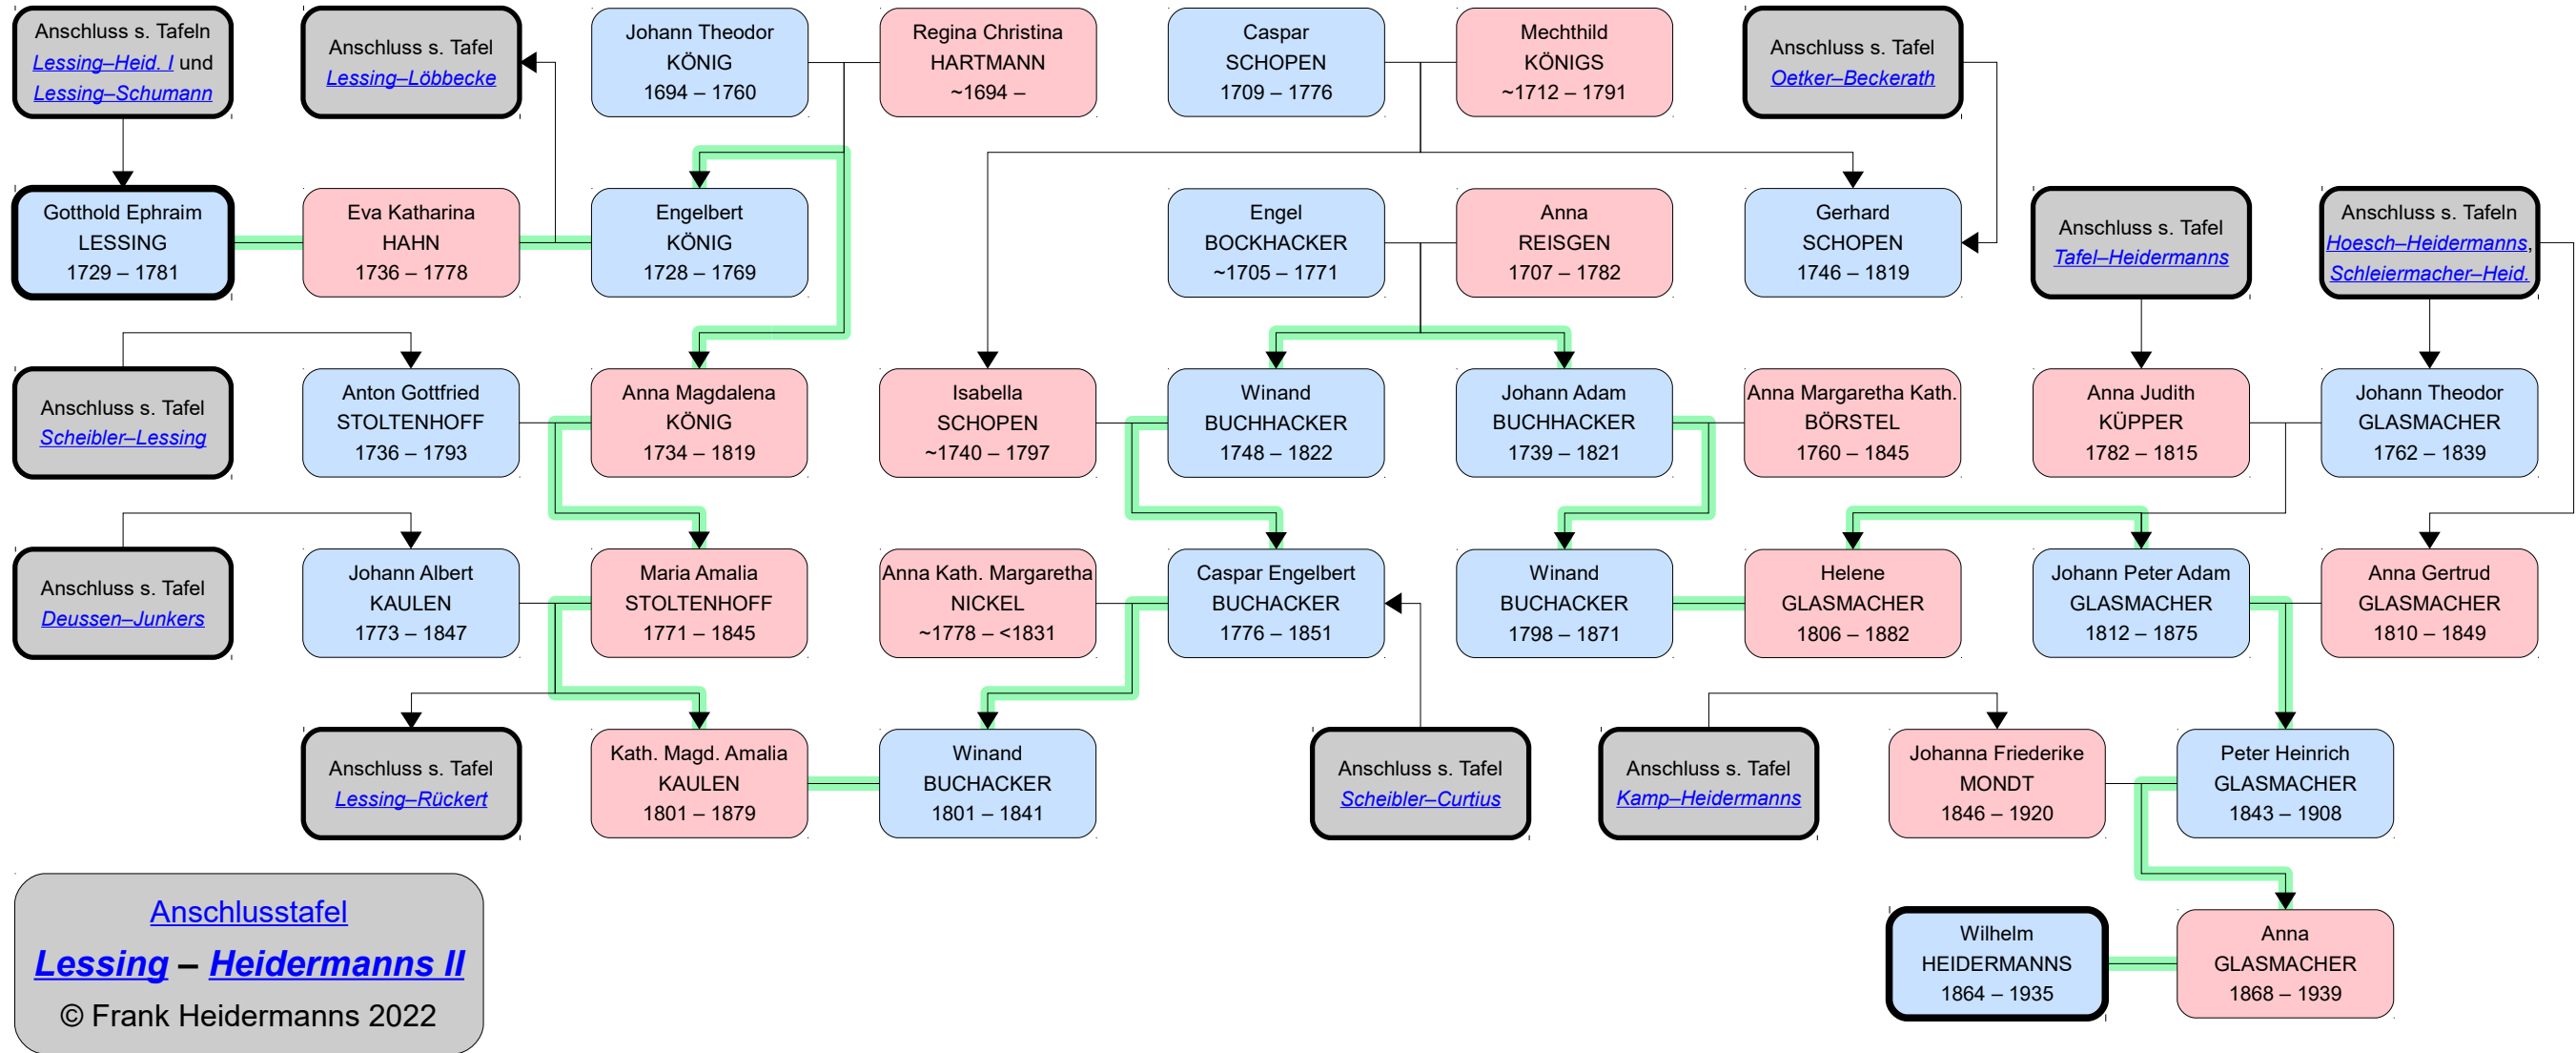 Anschluss s. Tafeln
Lessing–Heid. I und
Lessing–Schumann
Anschluss s. Tafel
Lessing–Löbbecke
Johann Theodor
KÖNIG
1694 – 1760
Regina Christina
HARTMANN
~1694 –
Caspar
SCHOPEN
1709 – 1776
Mechthild
KÖNIGS
~1712 – 1791
Anschluss s. Tafel
Oetker–Beckerath
Gotthold Ephraim
LESSING
1729 – 1781
Eva Katharina
HAHN
1736 – 1778
Engelbert
KÖNIG
1728 – 1769
Engel
BOCKHACKER
~1705 – 1771
Anna
REISGEN
1707 – 1782
Gerhard
SCHOPEN
1746 – 1819
Anschluss s. Tafel
Tafel–Heidermanns
Anschluss s. Tafeln
Hoesch–Heidermanns,
Schleiermacher–Heid.
Anschluss s. Tafel
Scheibler–Lessing
Anton Gottfried
STOLTENHOFF
1736 – 1793
Anna Magdalena
KÖNIG
1734 – 1819
Isabella
SCHOPEN
~1740 – 1797
Winand
BUCHHACKER
1748 – 1822
Johann Adam
BUCHHACKER
1739 – 1821
Anna Margaretha Kath.
BÖRSTEL
1760 – 1845
Anna Judith
KÜPPER
1782 – 1815
Johann Theodor
GLASMACHER
1762 – 1839
Anschluss s. Tafel
Deussen–Junkers
Johann Albert
KAULEN
1773 – 1847
Maria Amalia
STOLTENHOFF
1771 – 1845
Anna Kath. Margaretha
NICKEL
~1778 – <1831
Caspar Engelbert
BUCHACKER
1776 – 1851
Winand
BUCHACKER
1798 – 1871
Helene
GLASMACHER
1806 – 1882
Johann Peter Adam
GLASMACHER
1812 – 1875
Anna Gertrud
GLASMACHER
1810 – 1849
Anschluss s. Tafel
Lessing–Rückert
Kath. Magd. Amalia
KAULEN
1801 – 1879
Winand
BUCHACKER
1801 – 1841
Anschluss s. Tafel
Scheibler–Curtius
Anschluss s. Tafel
Kamp–Heidermanns
Johanna Friederike
MONDT
1846 – 1920
Peter Heinrich
GLASMACHER
1843 – 1908
Anschlusstafel
Lessing – Heidermanns II
© Frank Heidermanns 2022
Wilhelm
HEIDERMANNS
1864 – 1935
Anna
GLASMACHER
1868 – 1939